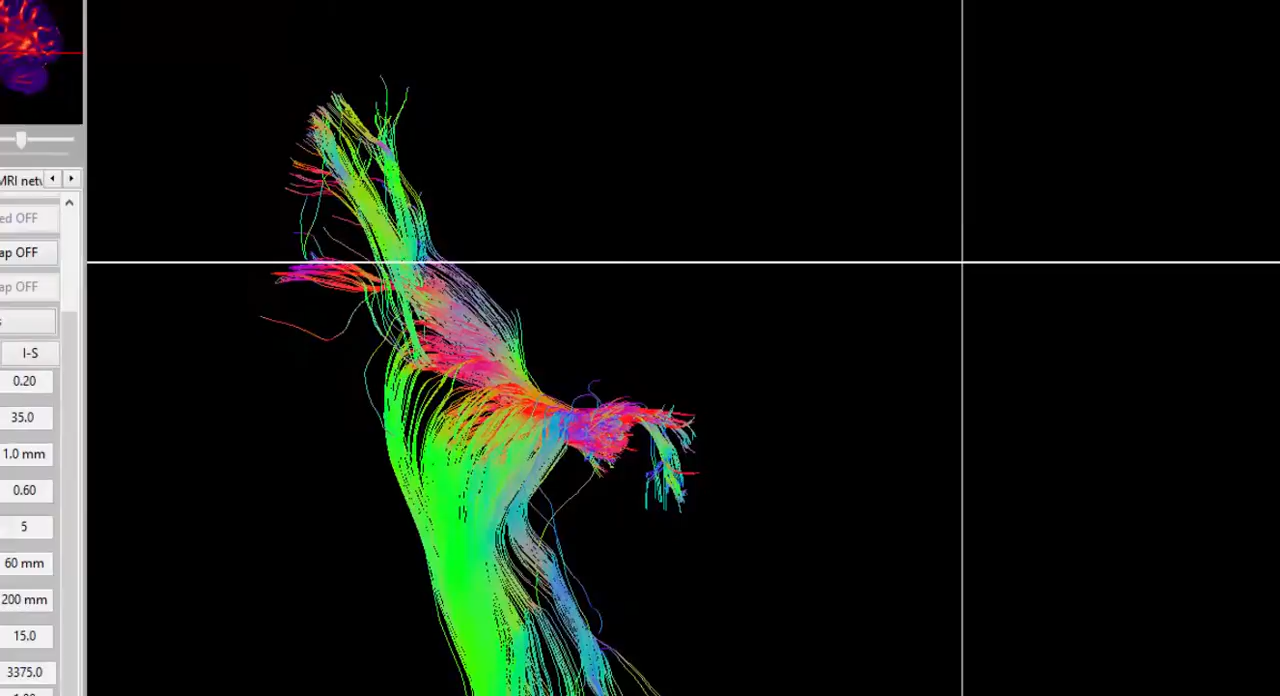 MRI netw
ed OFF
ap OFF
ap OFF
s
I-S
0.20
35.0
1.0 mm
0.60
5
60 mm
200 mm
15.0
3375.0